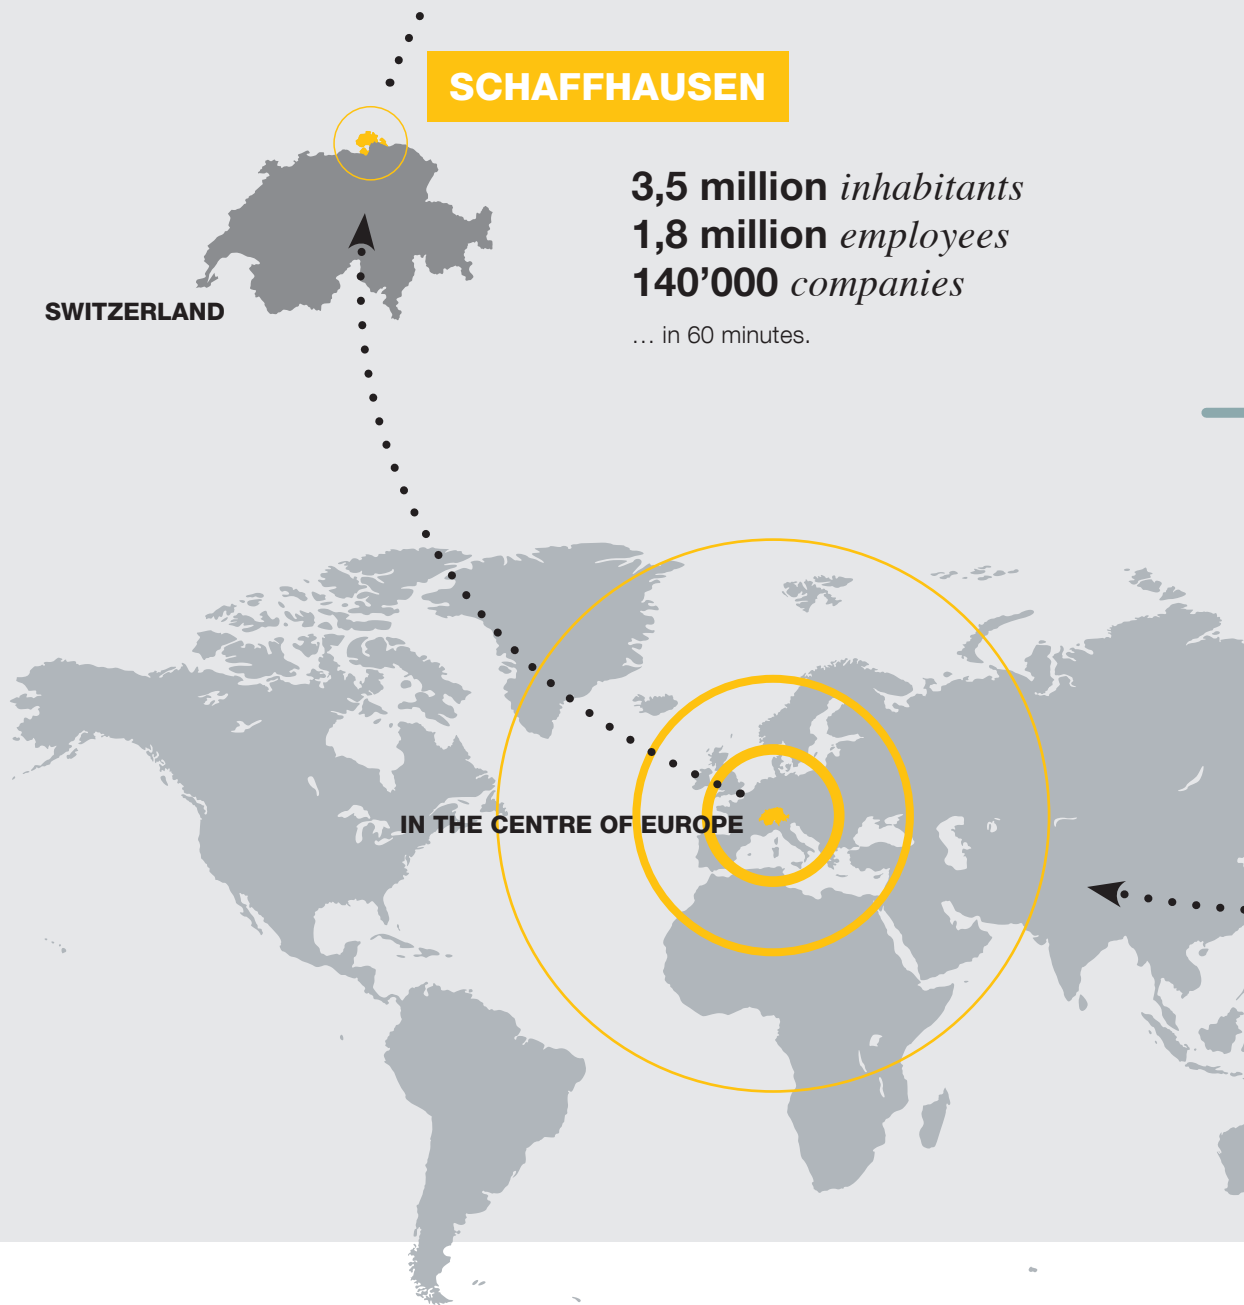 SCHAFFHAUSEN
3,5 million inhabitants
1,8 million employees
140’000 companies
… in 60 minutes.
SWITZERLAND
IN THE CENTRE OF EUROPE